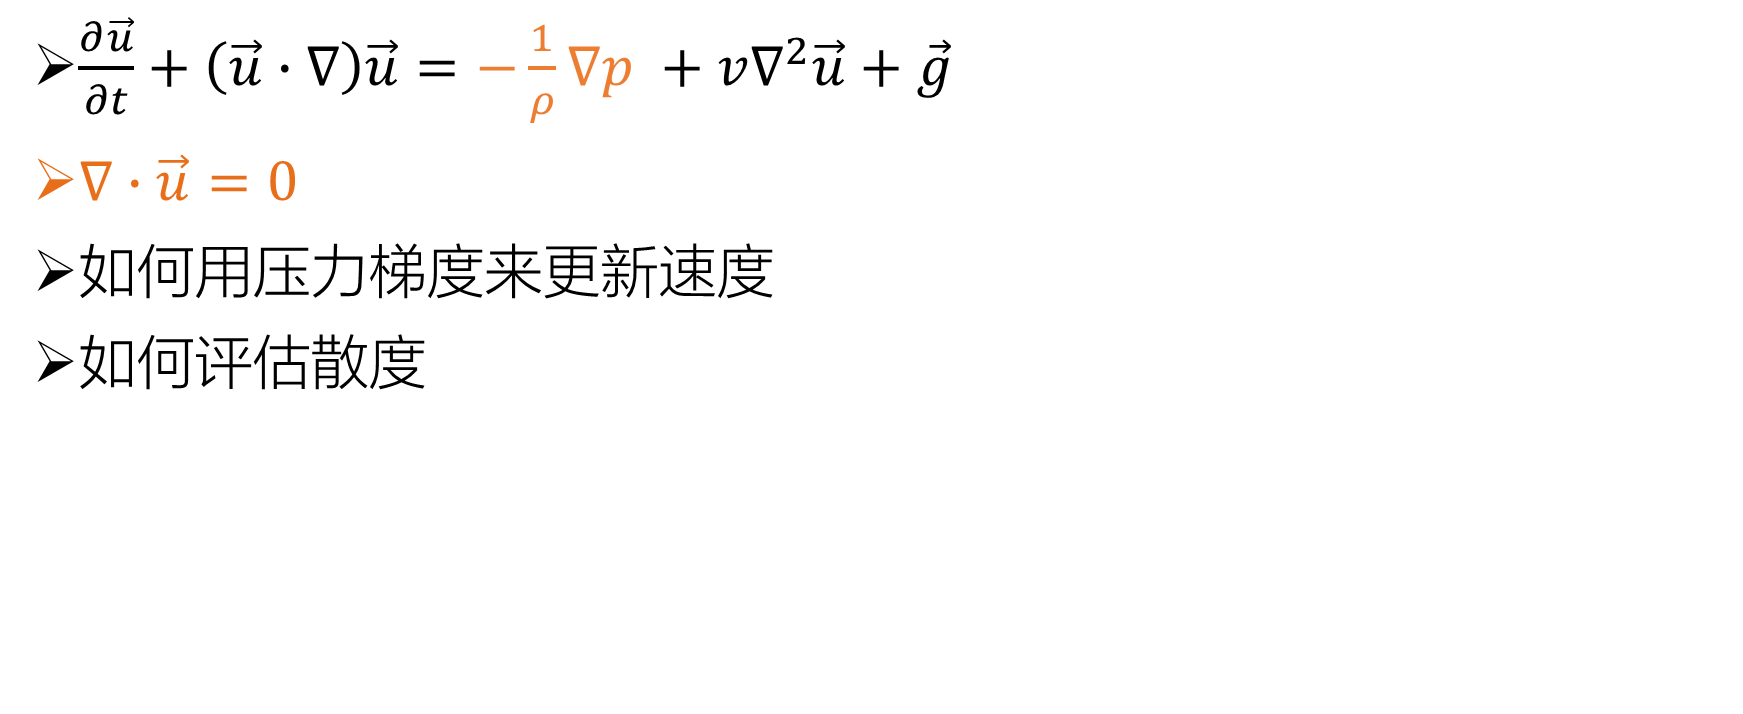 ➢∂u⃗/∂t + (u⃗ · ∇)u⃗ = −1/ρ ∇p + v∇²u⃗ + g⃗
➢∇ · u⃗ = 0
➢如何用压力梯度来更新速度
➢如何评估散度